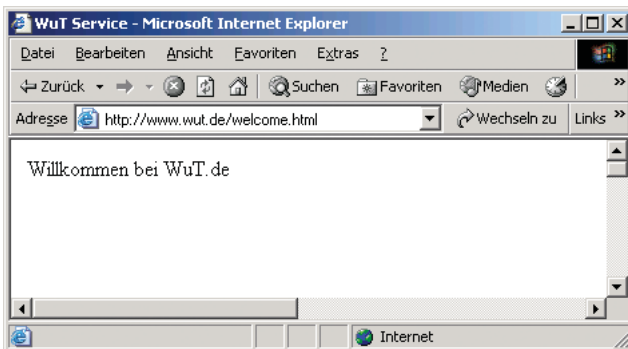 WuT Service - Microsoft Internet Explorer
Datei Bearbeiten Ansicht Favoriten Extras ?
Zurück Suchen Favoriten Medien »
Adresse http://www.wut.de/welcome.html Wechseln zu Links »
Willkommen bei WuT.de
Internet